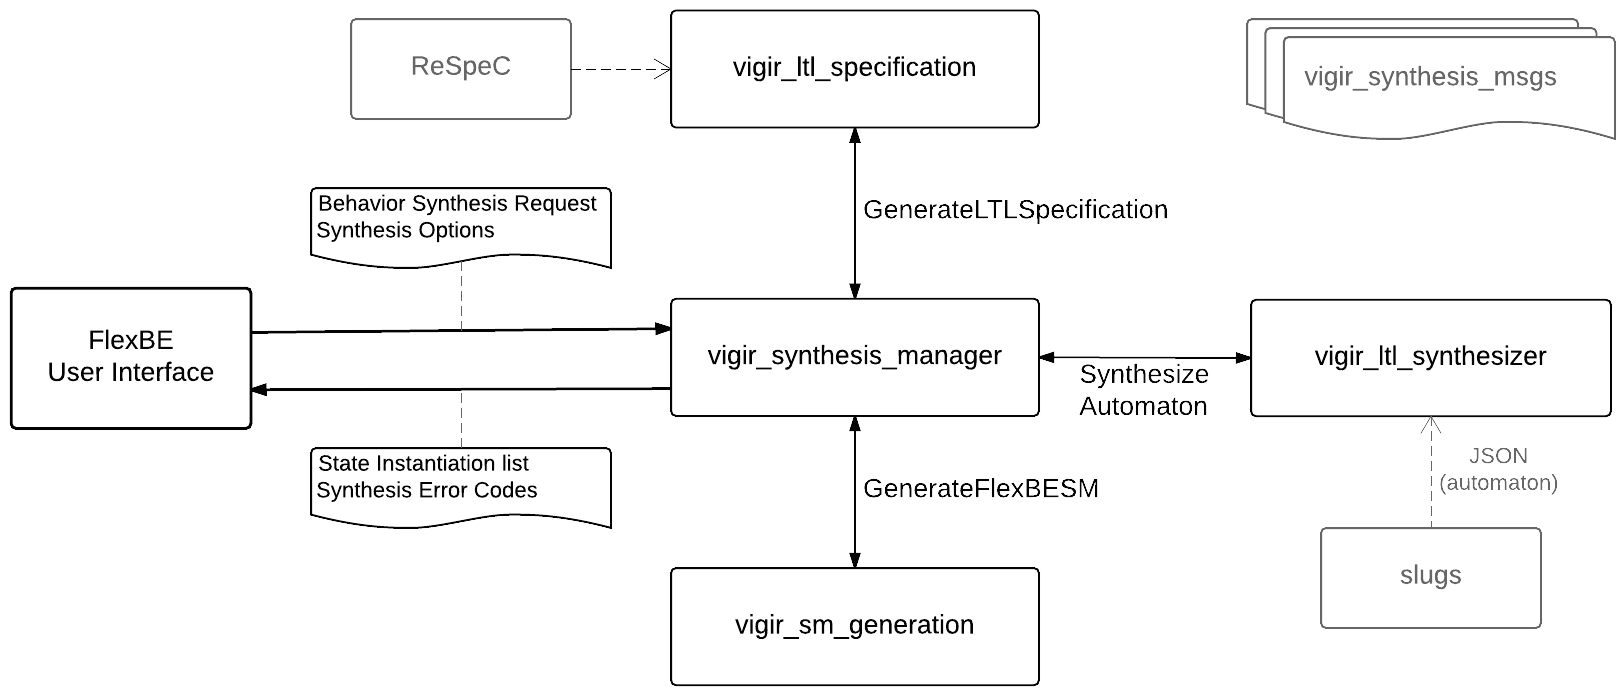 ReSpeC
vigir_ltl_specification
vigir_synthesis_msgs
Behavior Synthesis Request
Synthesis Options
GenerateLTLSpecification
FlexBE
User Interface
vigir_synthesis_manager
Synthesize
Automaton
vigir_ltl_synthesizer
State Instantiation list
Synthesis Error Codes
GenerateFlexBESM
JSON
(automaton)
slugs
vigir_sm_generation